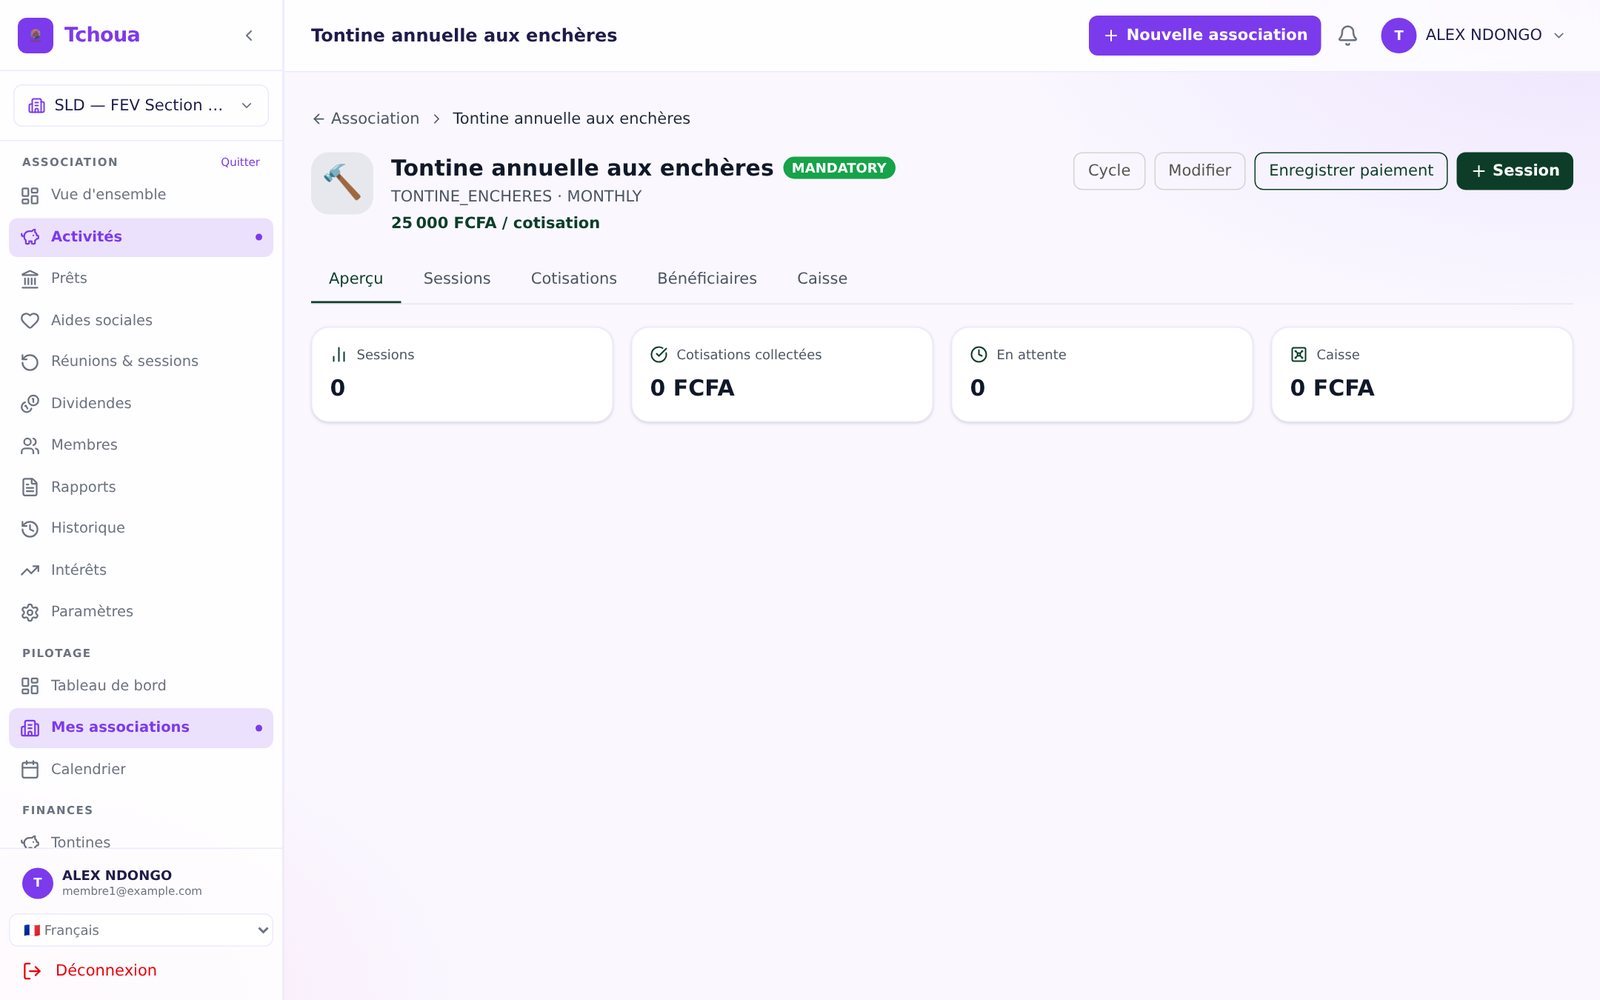 Tchoua
SLD — FEV Section ...
ASSOCIATION
Quitter
Vue d'ensemble
Activités
Prêts
Aides sociales
Réunions & sessions
Dividendes
Membres
Rapports
Historique
Intérêts
Paramètres
PILOTAGE
Tableau de bord
Mes associations
Calendrier
FINANCES
Tontines
T
ALEX NDONGO
membre1@example.com
Français
Déconnexion
Tontine annuelle aux enchères
+ Nouvelle association
T ALEX NDONGO
← Association > Tontine annuelle aux enchères
Tontine annuelle aux enchères MANDATORY
TONTINE_ENCHERES · MONTHLY
25 000 FCFA / cotisation
Cycle
Modifier
Enregistrer paiement
+ Session
Aperçu
Sessions
Cotisations
Bénéficiaires
Caisse
Sessions
0
Cotisations collectées
0 FCFA
En attente
0
Caisse
0 FCFA